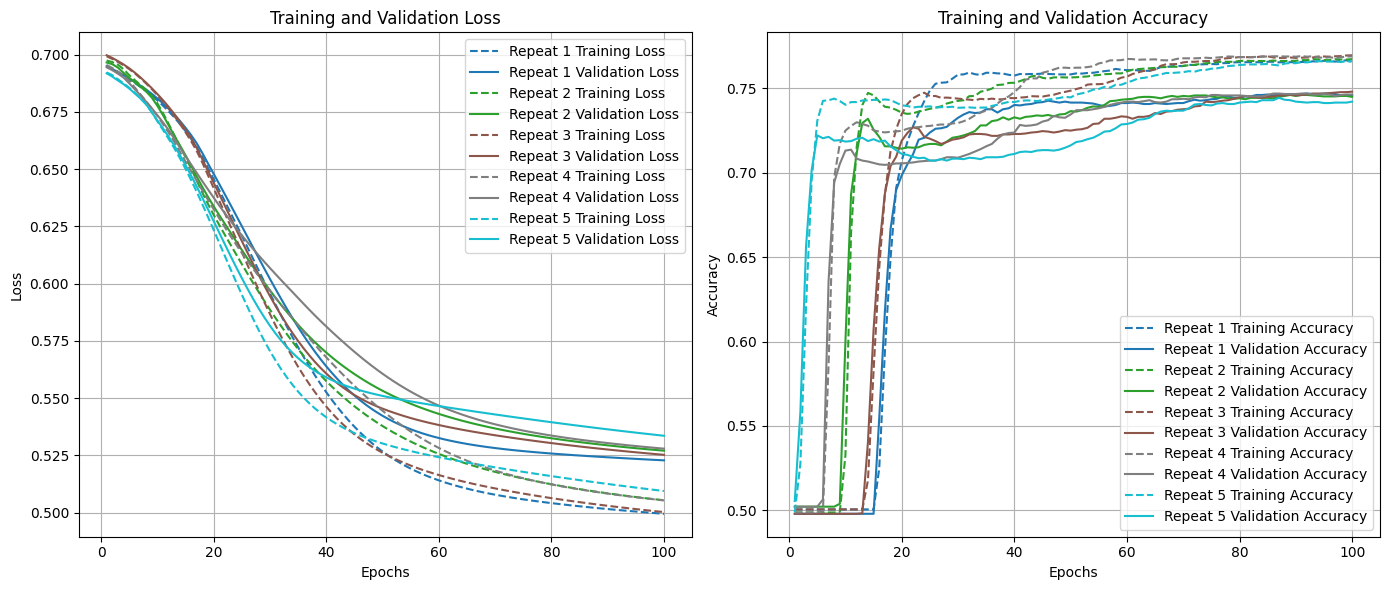 Training and Validation Loss
0.700
0.675
0.650
0.625
0.600
0.575
0.550
0.525
0.500
Loss
0
20
40
60
80
100
Epochs
Repeat 1 Training Loss
Repeat 1 Validation Loss
Repeat 2 Training Loss
Repeat 2 Validation Loss
Repeat 3 Training Loss
Repeat 3 Validation Loss
Repeat 4 Training Loss
Repeat 4 Validation Loss
Repeat 5 Training Loss
Repeat 5 Validation Loss
Training and Validation Accuracy
0.75
0.70
0.65
0.60
0.55
0.50
Accuracy
0
20
40
60
80
100
Epochs
Repeat 1 Training Accuracy
Repeat 1 Validation Accuracy
Repeat 2 Training Accuracy
Repeat 2 Validation Accuracy
Repeat 3 Training Accuracy
Repeat 3 Validation Accuracy
Repeat 4 Training Accuracy
Repeat 4 Validation Accuracy
Repeat 5 Training Accuracy
Repeat 5 Validation Accuracy